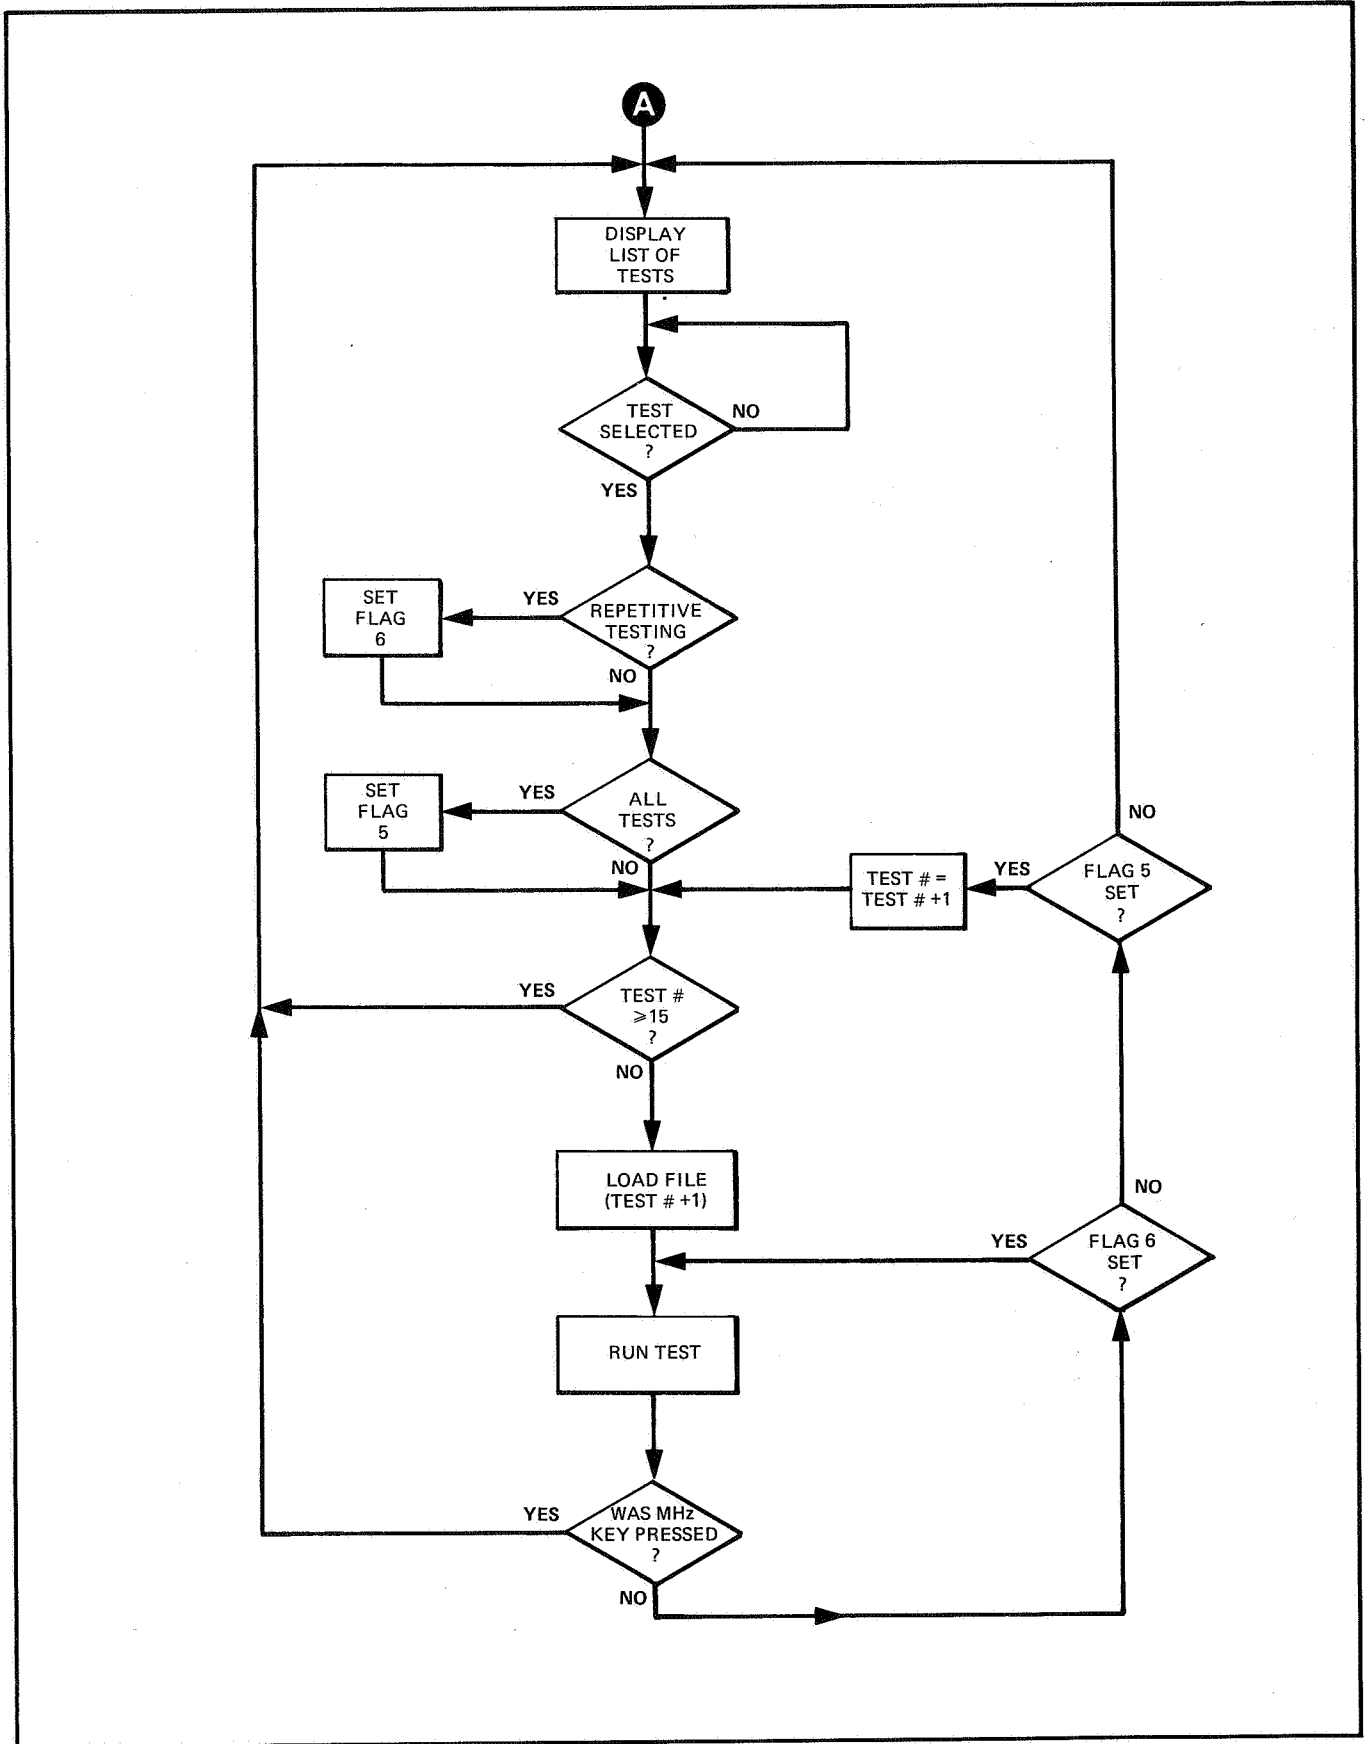 A
DISPLAY
LIST OF
TESTS
TEST
SELECTED
?
NO
YES
REPETITIVE
TESTING
?
YES
NO
SET
FLAG
6
ALL
TESTS
?
YES
NO
SET
FLAG
5
TEST # =
TEST # +1
YES
FLAG 5
SET
?
NO
TEST #
⩾15
?
YES
NO
LOAD FILE
(TEST # +1)
FLAG 6
SET
?
YES
NO
RUN TEST
WAS MHz
KEY PRESSED
?
YES
NO